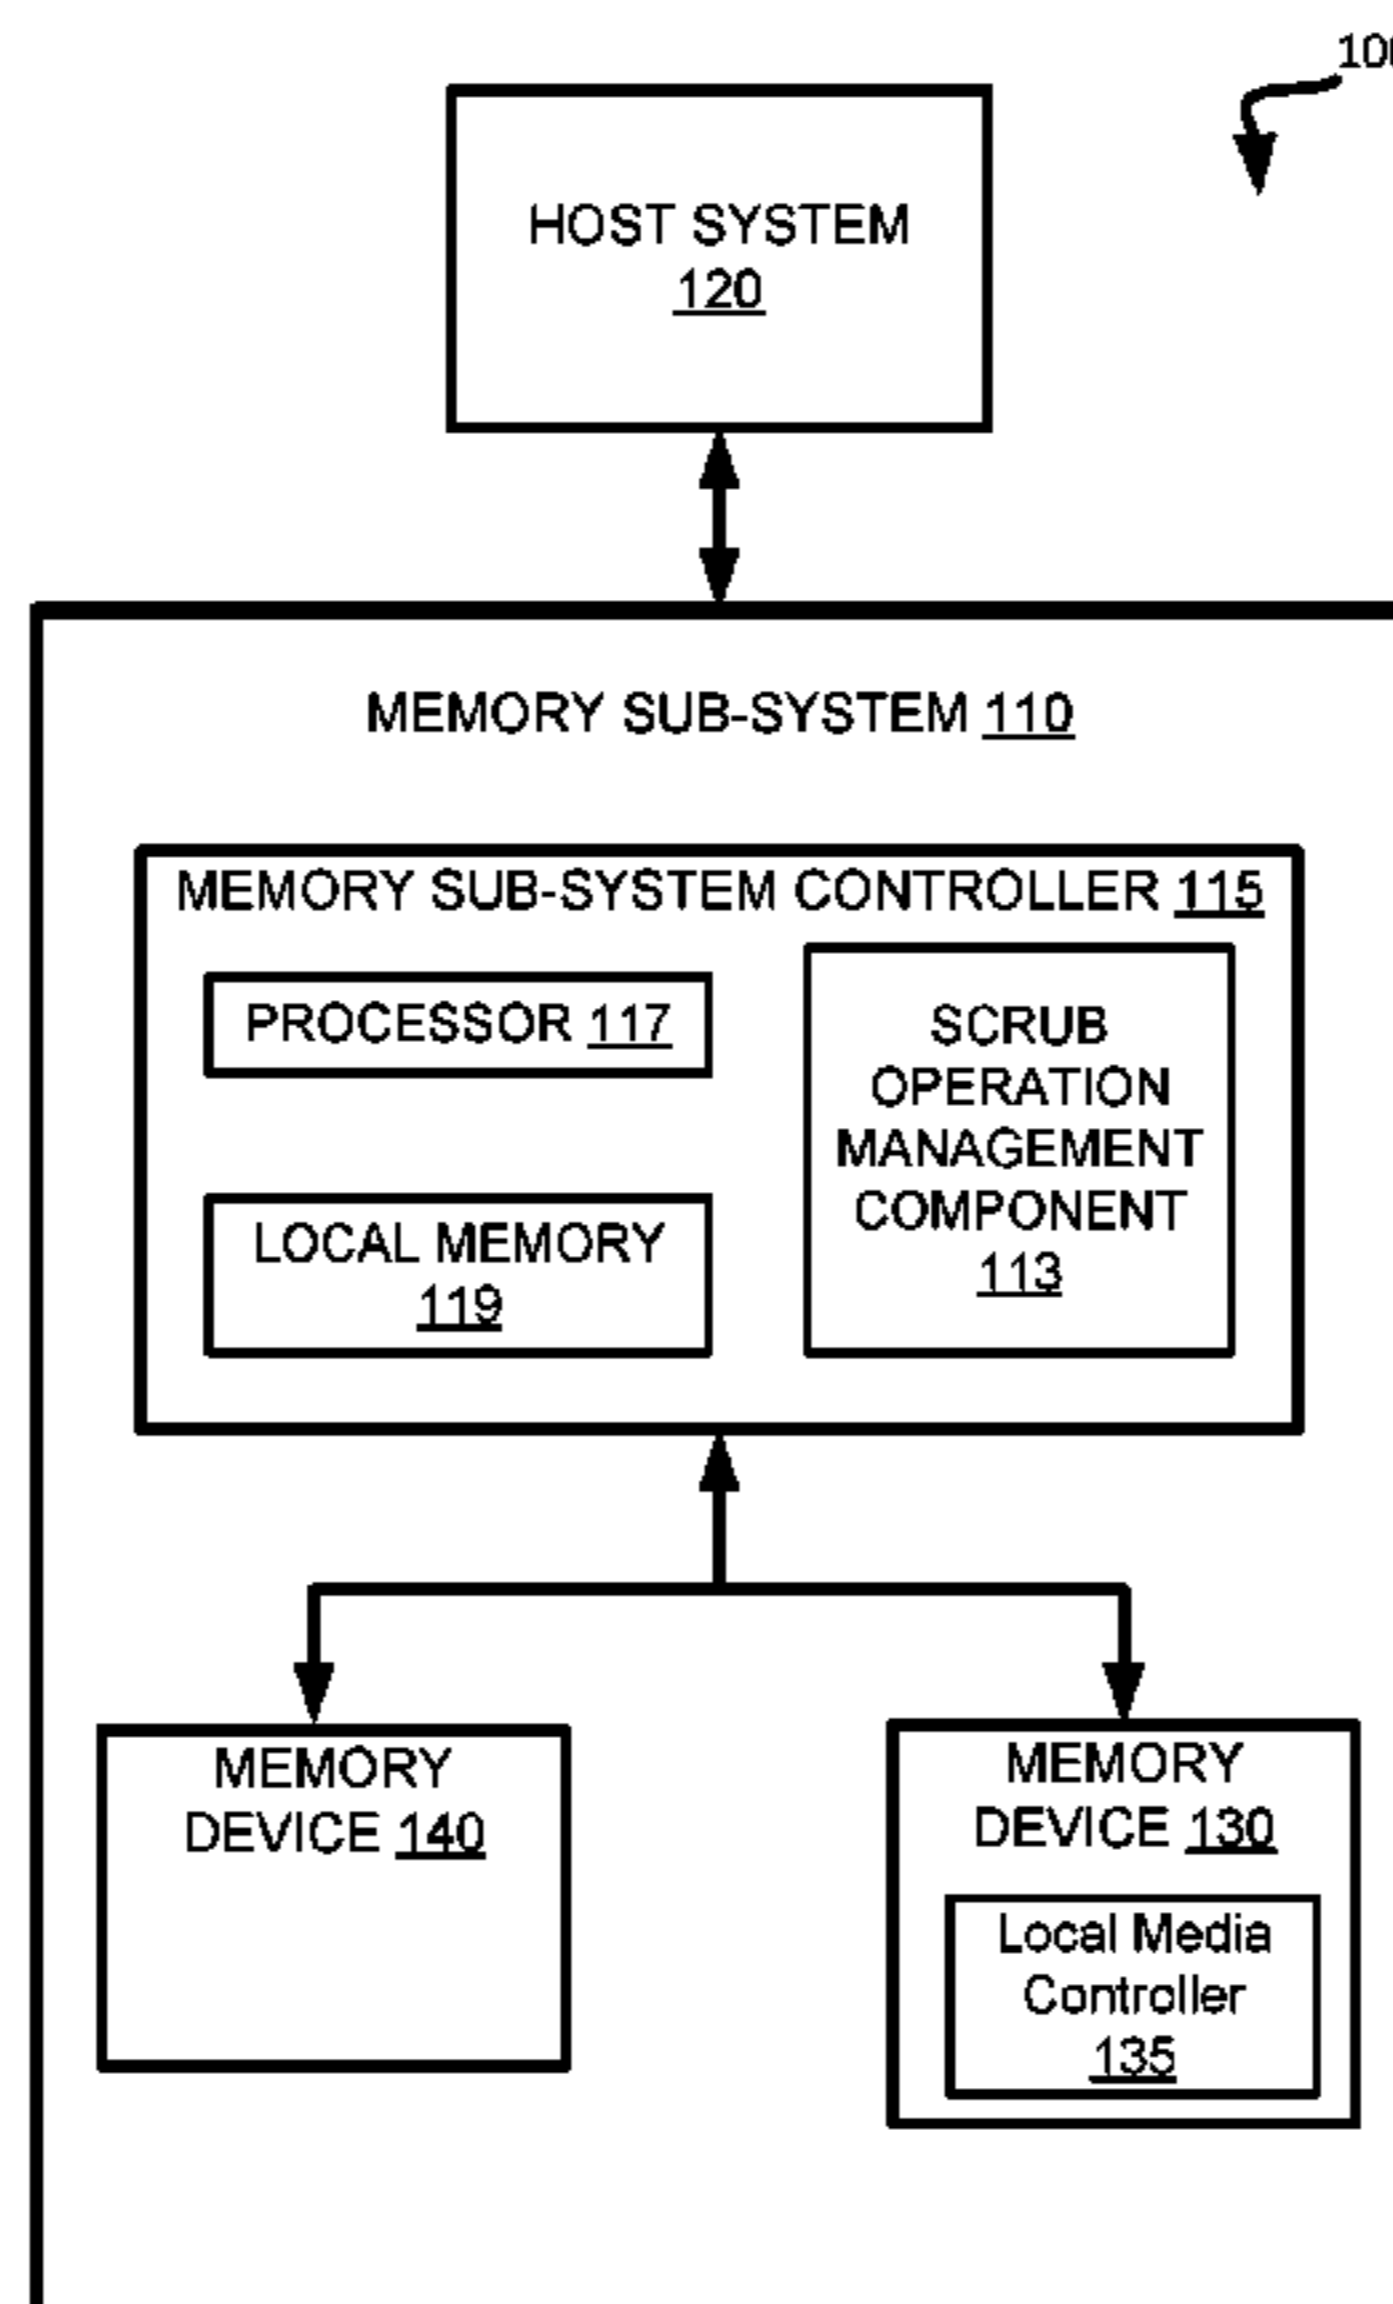 HOST SYSTEM
120
MEMORY SUB-SYSTEM 110
MEMORY SUB-SYSTEM CONTROLLER 115
PROCESSOR 117
LOCAL MEMORY
119
SCRUB
OPERATION
MANAGEMENT
COMPONENT
113
MEMORY
DEVICE 140
MEMORY
DEVICE 130
Local Media
Controller
135